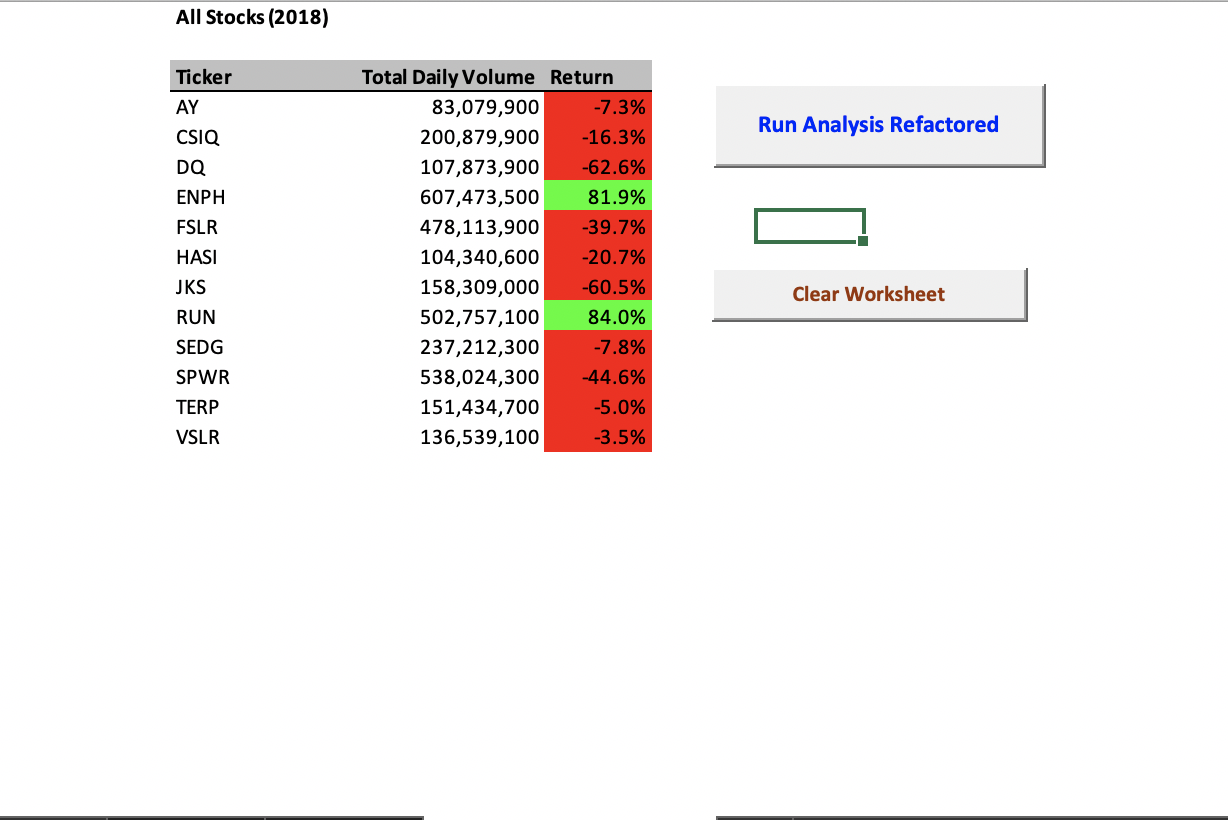 All Stocks (2018)
Ticker Total Daily Volume Return
AY 83,079,900 -7.3%
CSIQ 200,879,900 -16.3%
DQ 107,873,900 -62.6%
ENPH 607,473,500 81.9%
FSLR 478,113,900 -39.7%
HASI 104,340,600 -20.7%
JKS 158,309,000 -60.5%
RUN 502,757,100 84.0%
SEDG 237,212,300 -7.8%
SPWR 538,024,300 -44.6%
TERP 151,434,700 -5.0%
VSLR 136,539,100 -3.5%
Run Analysis Refactored
Clear Worksheet